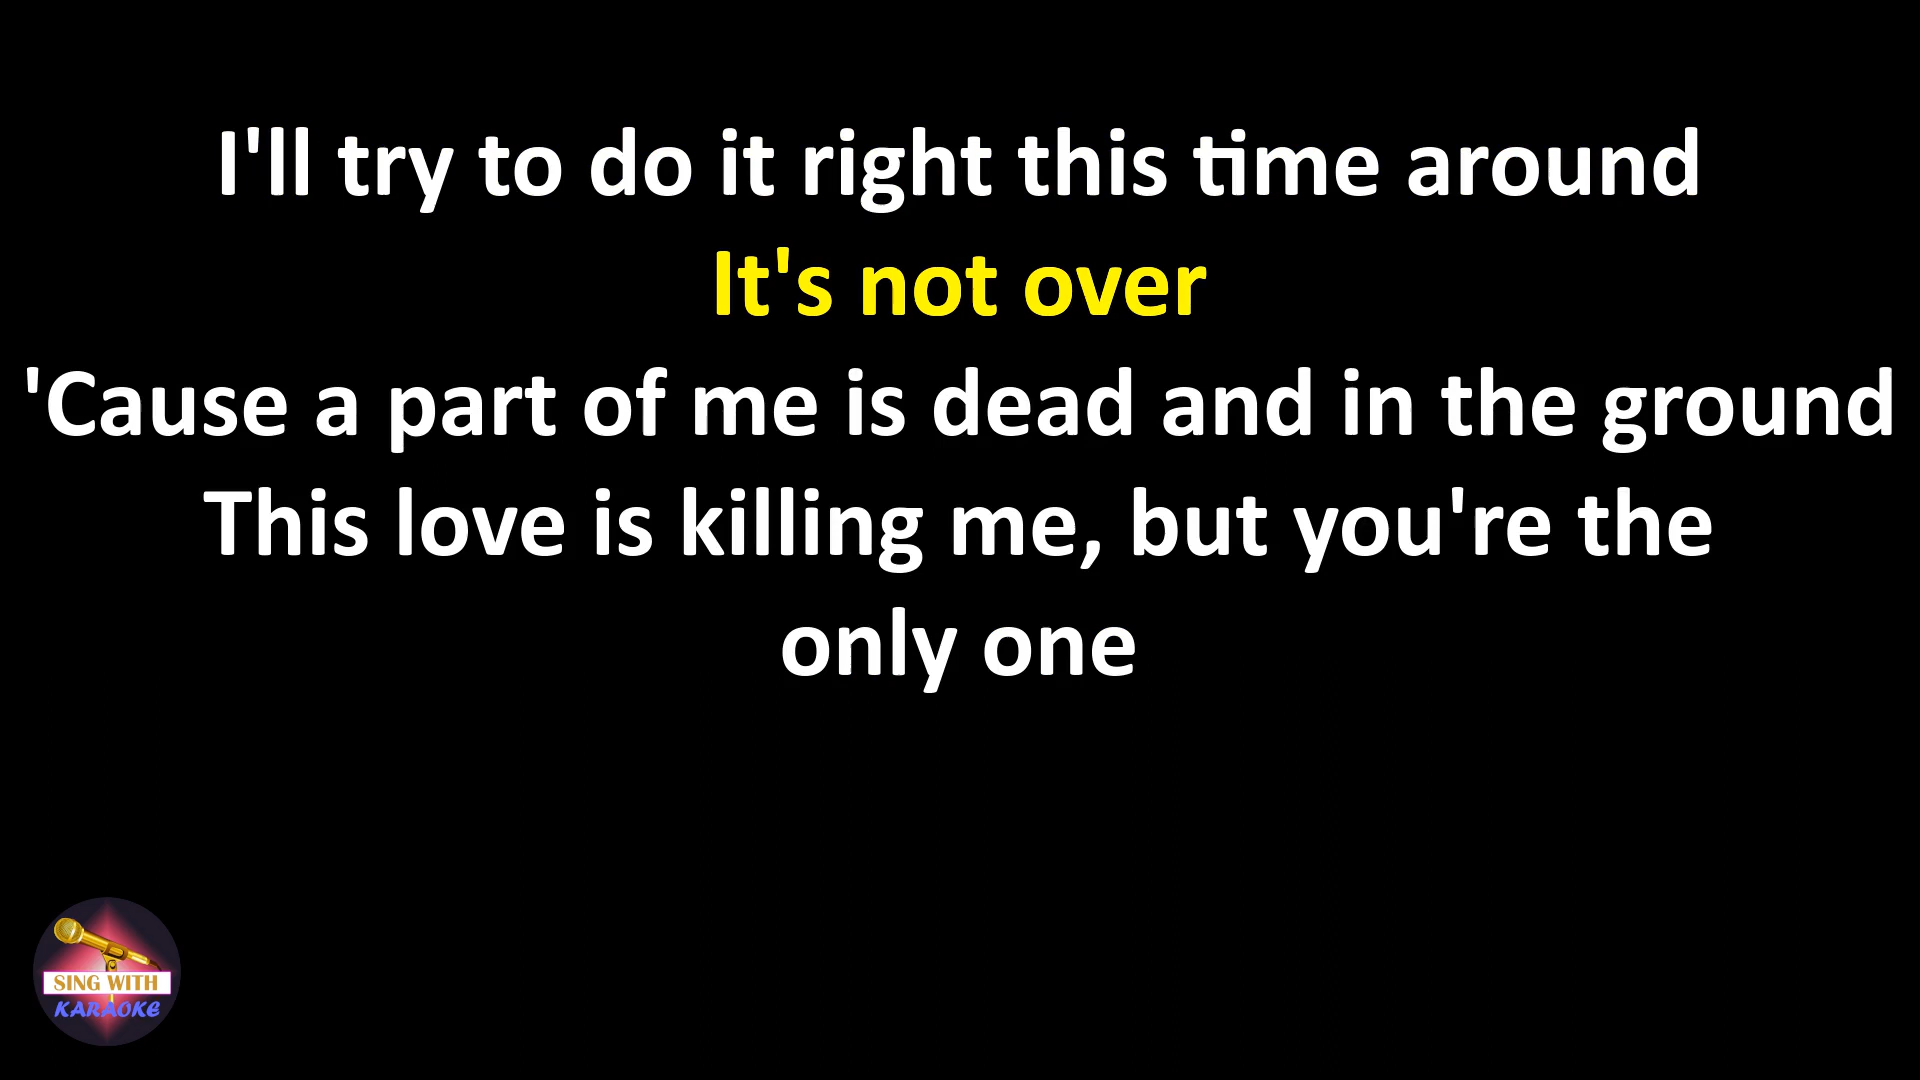 I'll try to do it right this time around
It's not over
'Cause a part of me is dead and in the ground
This love is killing me, but you're the
only one
SING WITH
KARAOKE